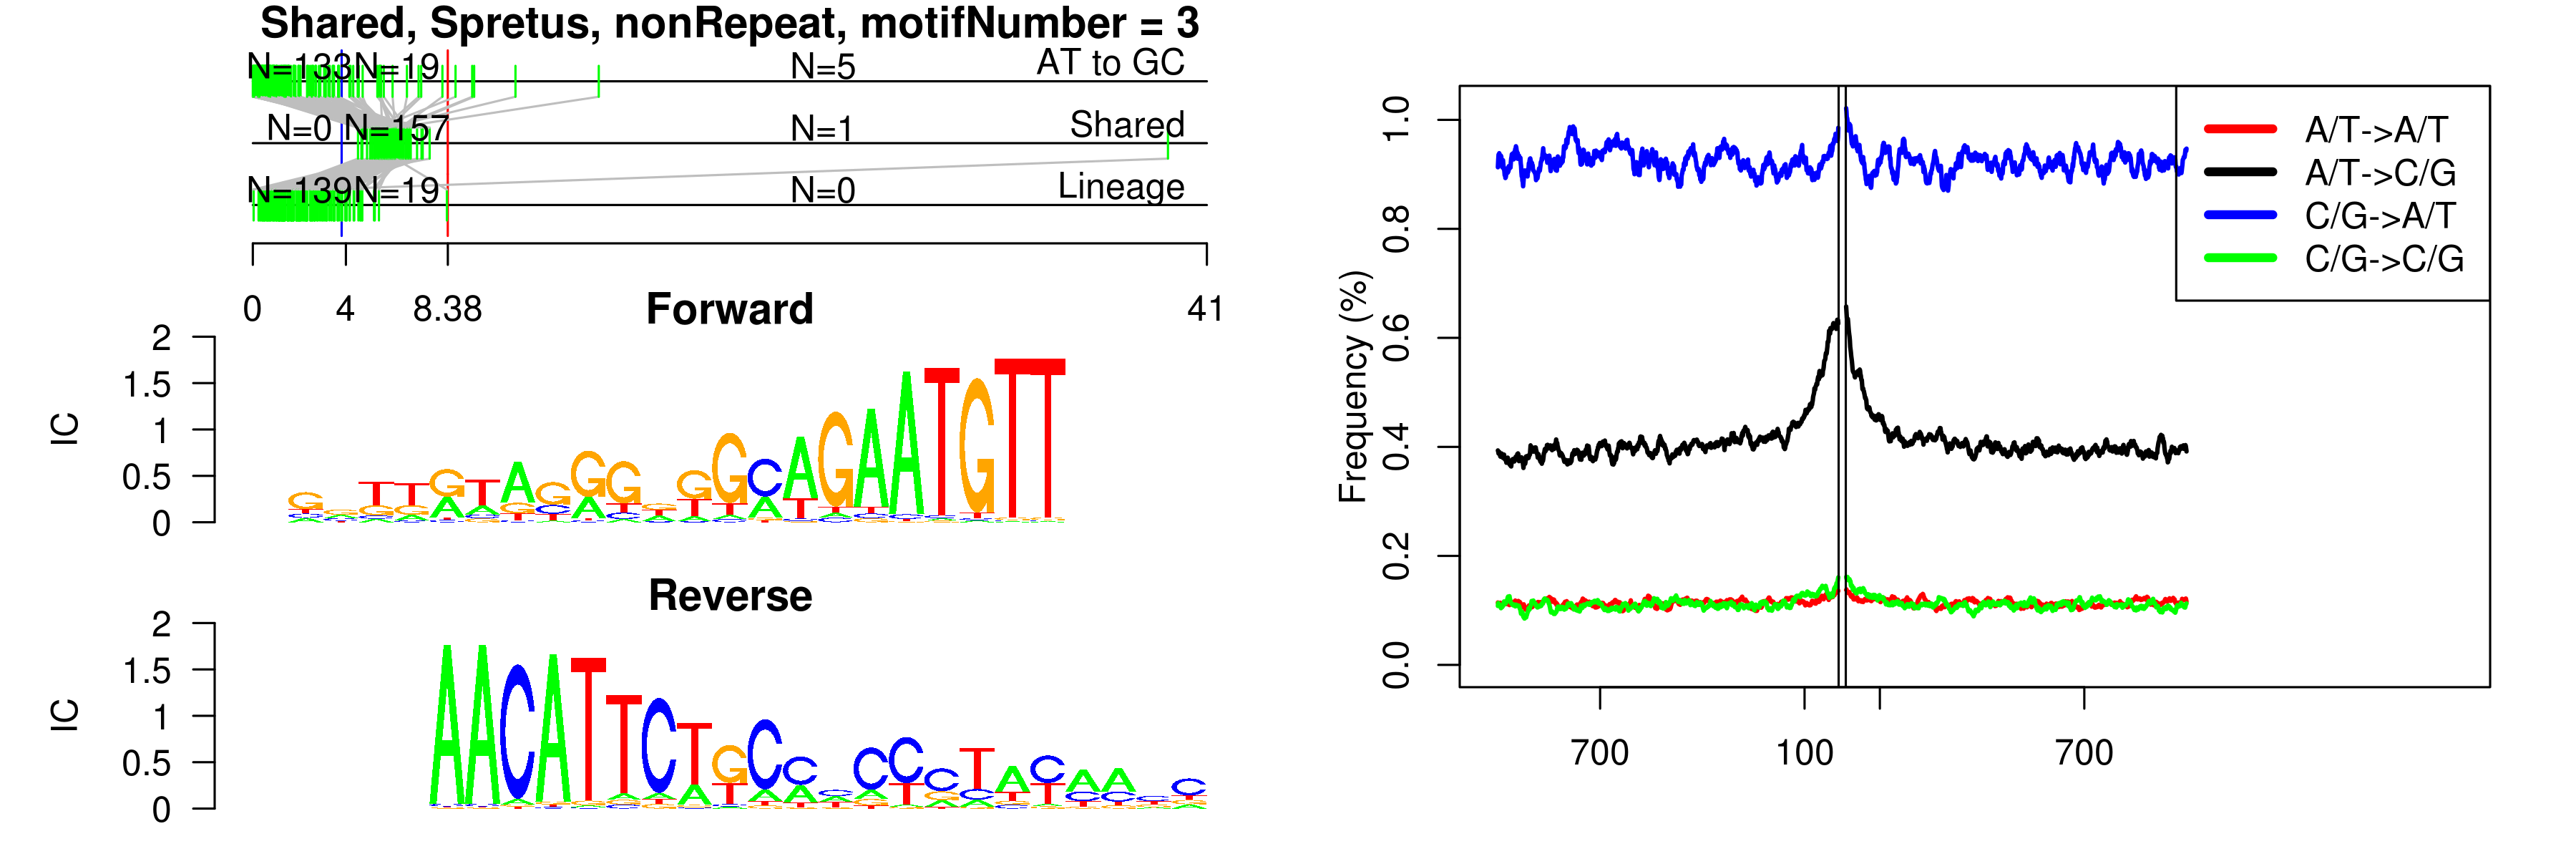 Shared, Spretus, nonRepeat, motifNumber = 3
N=133 N=19 N=5 AT to GC
N=0 N=157 N=1 Shared
N=139 N=19 N=0 Lineage
0 4 8.38 41
Forward
IC
2
1.5
1
0.5
0
Reverse
IC
2
1.5
1
0.5
0
Frequency (%)
1.0
0.8
0.6
0.4
0.2
0.0
700 100 700
A/T->A/T
A/T->C/G
C/G->A/T
C/G->C/G